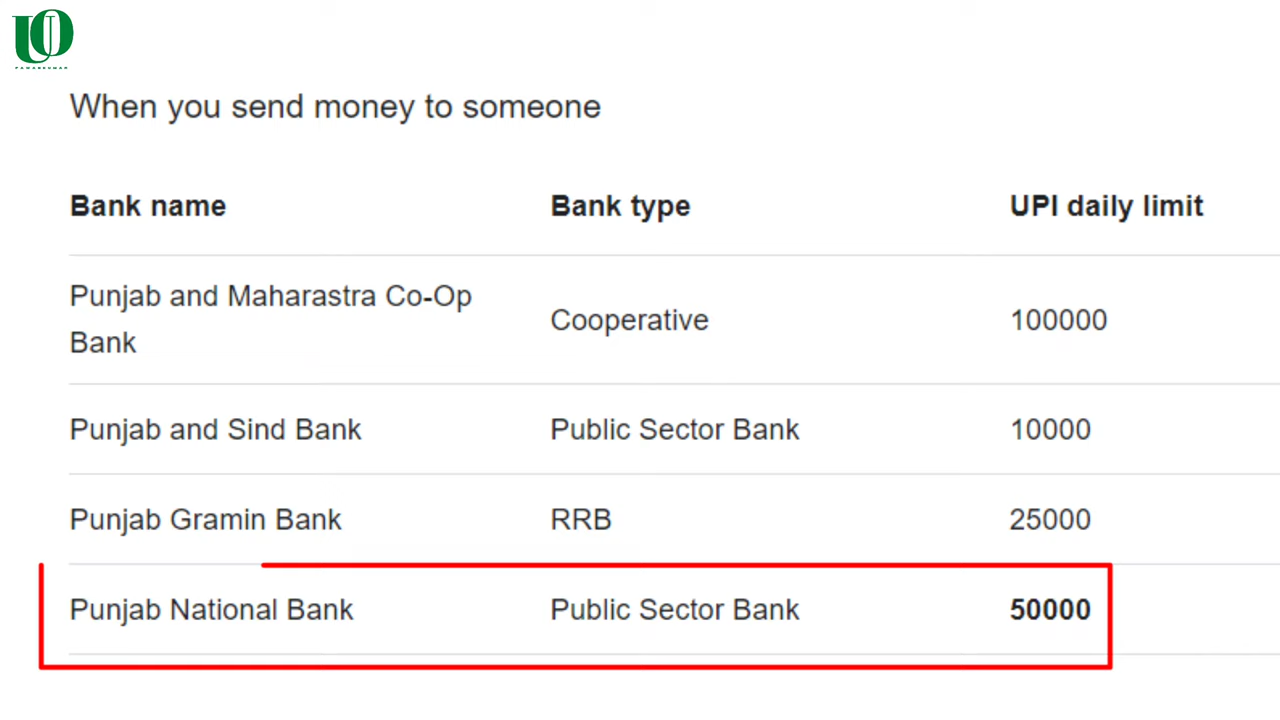 UO
When you send money to someone
Bank name Bank type UPI daily limit
Punjab and Maharastra Co-Op
Bank
Cooperative 100000
Punjab and Sind Bank Public Sector Bank 10000
Punjab Gramin Bank RRB 25000
Punjab National Bank Public Sector Bank 50000